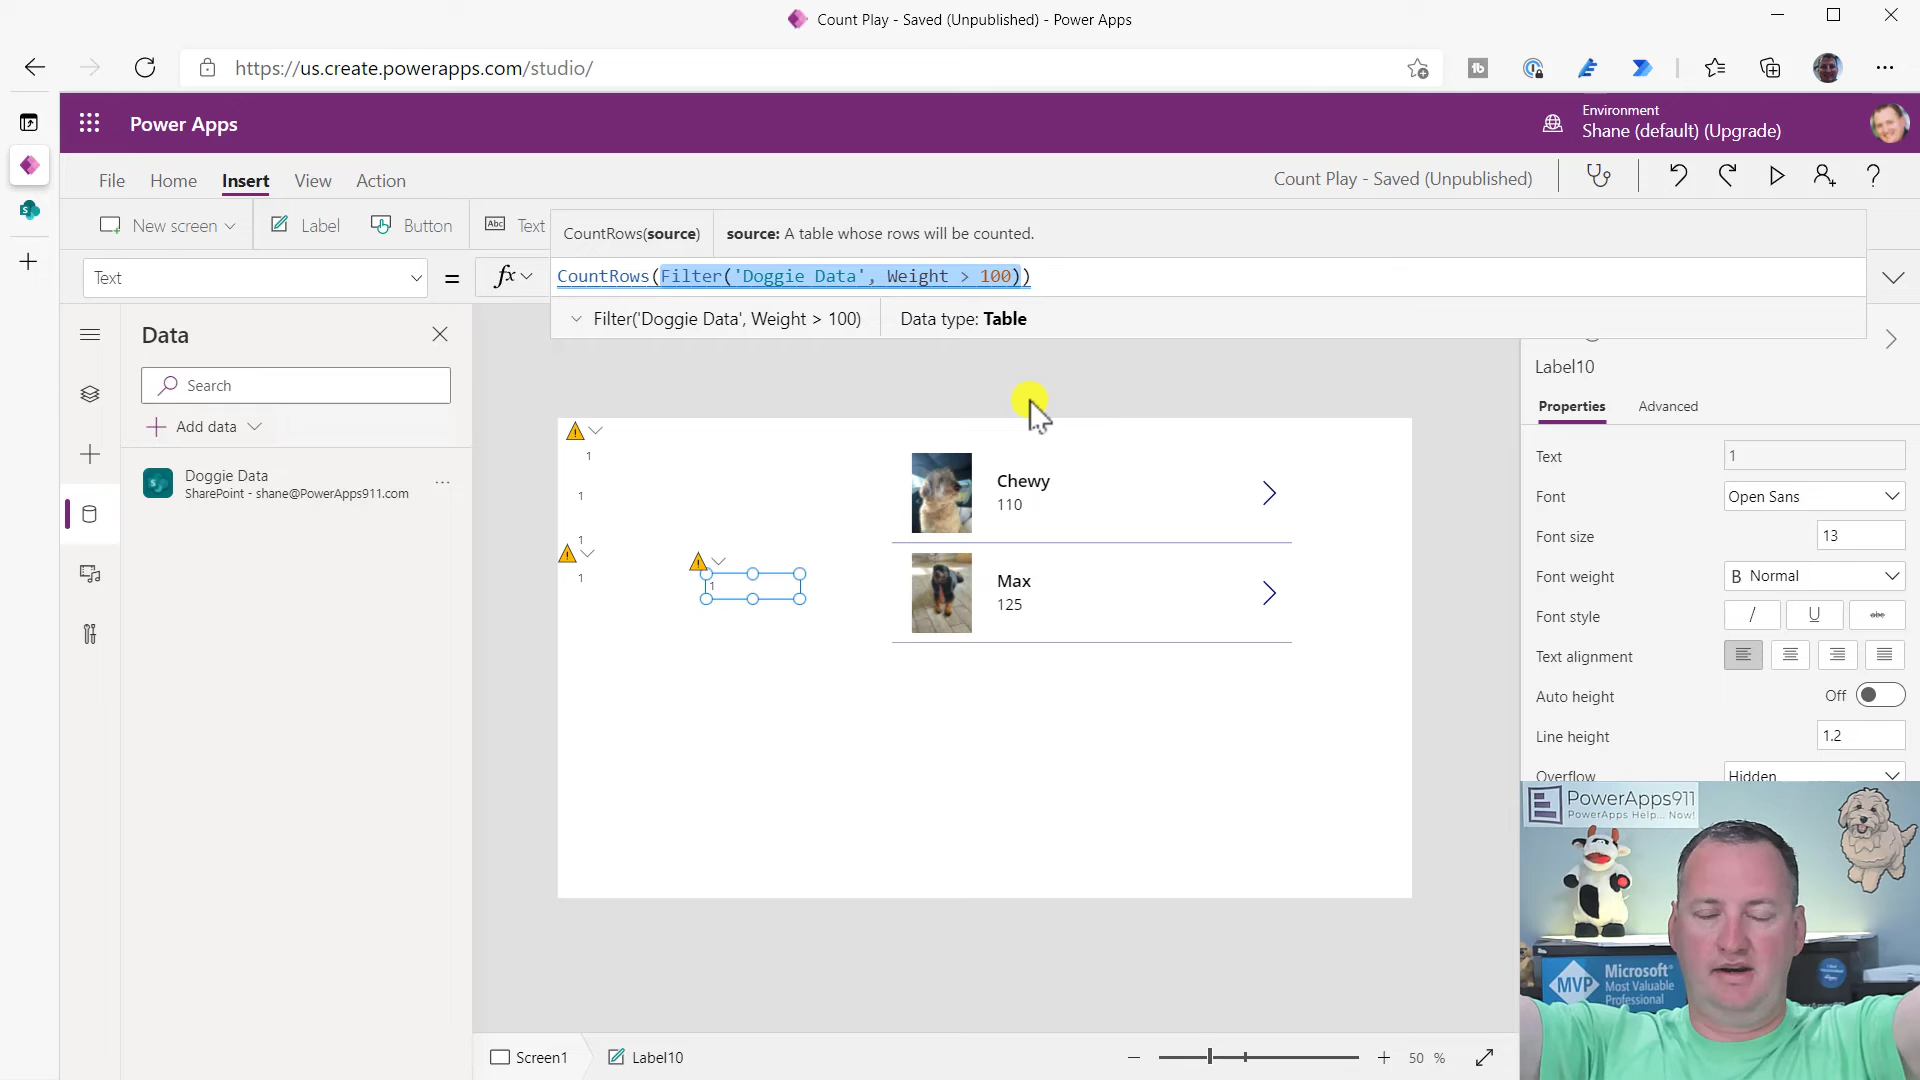 Count Play - Saved (Unpublished) - Power Apps
https://us.create.powerapps.com/studio/
Power Apps
Environment
Shane (default) (Upgrade)
File Home Insert View Action
Count Play - Saved (Unpublished)
New screen Label Button Text
CountRows(source) source: A table whose rows will be counted.
Text = fx CountRows(Filter('Doggie Data', Weight > 100))
Filter('Doggie Data', Weight > 100) Data type: Table
Data
Search
Add data
Doggie Data
SharePoint - shane@PowerApps911.com
1
1
1
1
1
Chewy
110
Max
125
Label10
Properties Advanced
Text 1
Font Open Sans
Font size 13
Font weight B Normal
Font style / U abc
Text alignment
Auto height Off
Line height 1.2
Overflow Hidden
PowerApps911
PowerApps Help... Now!
MVP Microsoft
Most Valuable
Professional
Screen1 Label10
50 %